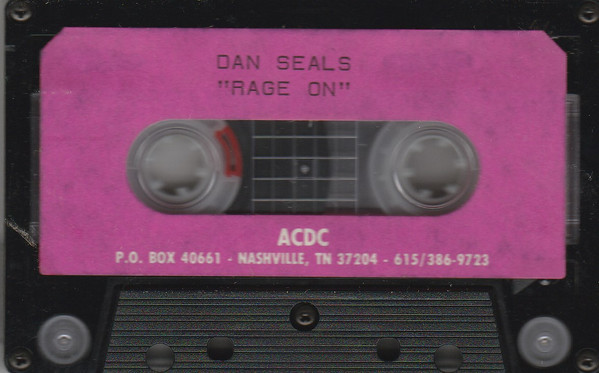 DAN SEALS
"RAGE ON"
ACDC
P.O. BOX 40661 - NASHVILLE, TN 37204 - 615/386-9723